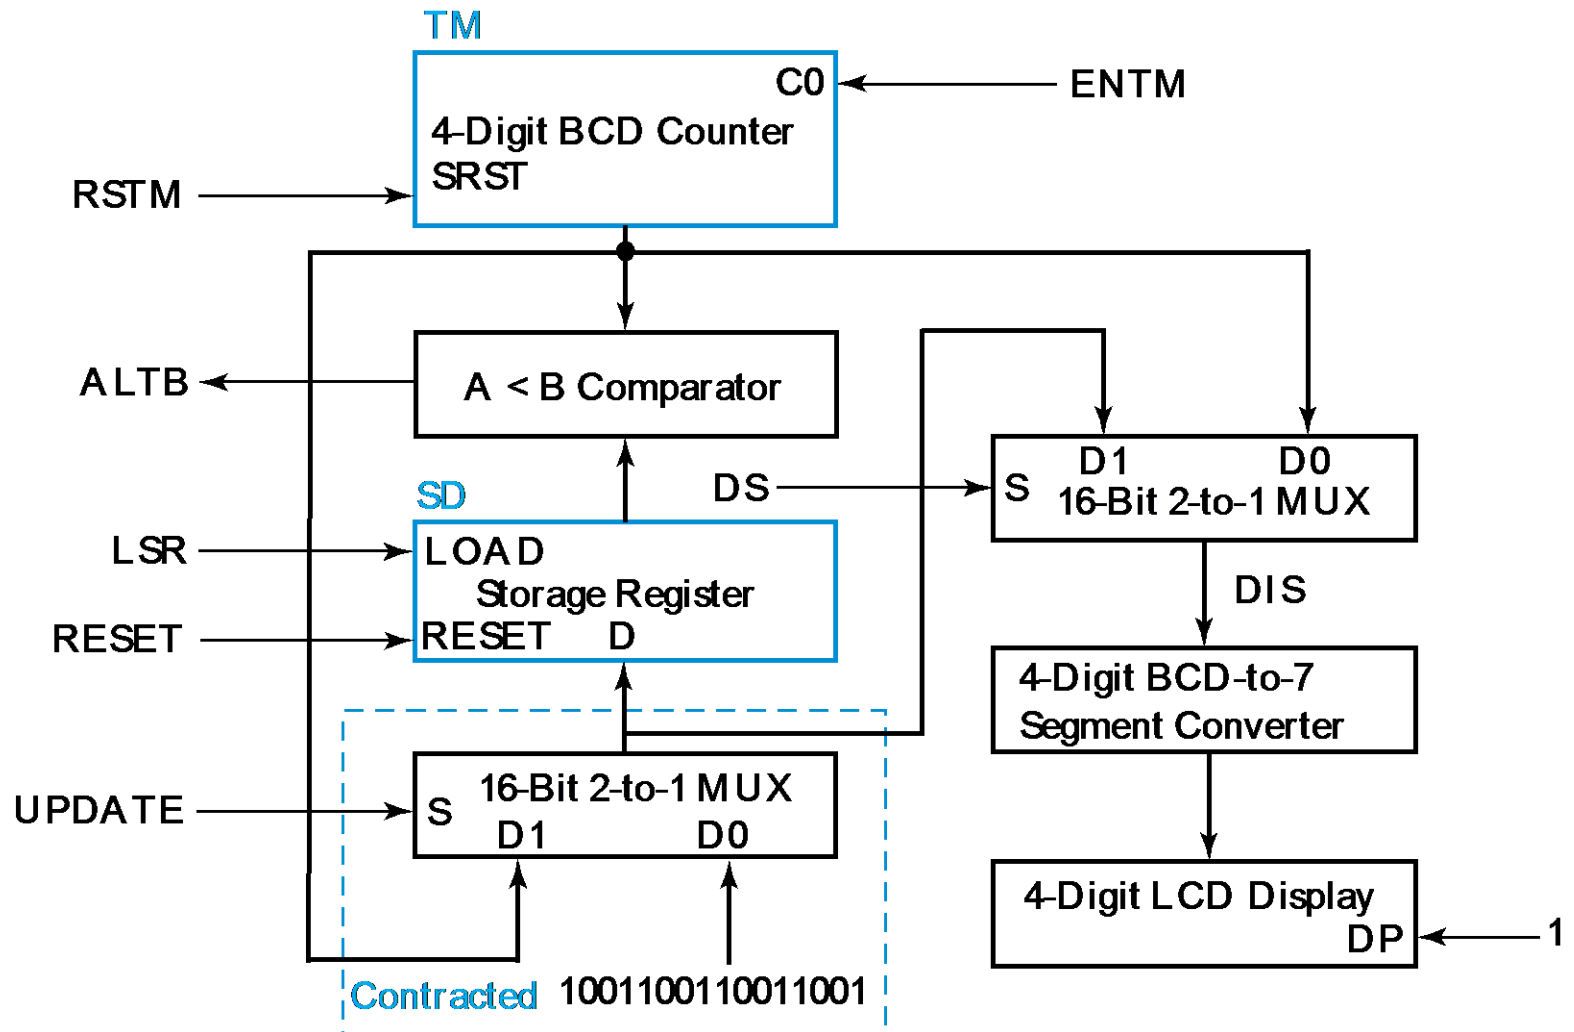 TM
C0
ENTM
4-Digit BCD Counter
SRST
RSTM
ALTB
A < B Comparator
D1 D0
DS
S
16-Bit 2-to-1 MUX
SD
LSR
LOAD
Storage Register
DIS
RESET
RESET D
4-Digit BCD-to-7
Segment Converter
16-Bit 2-to-1 MUX
UPDATE
S
D1 D0
4-Digit LCD Display
DP
1
Contracted
1001100110011001